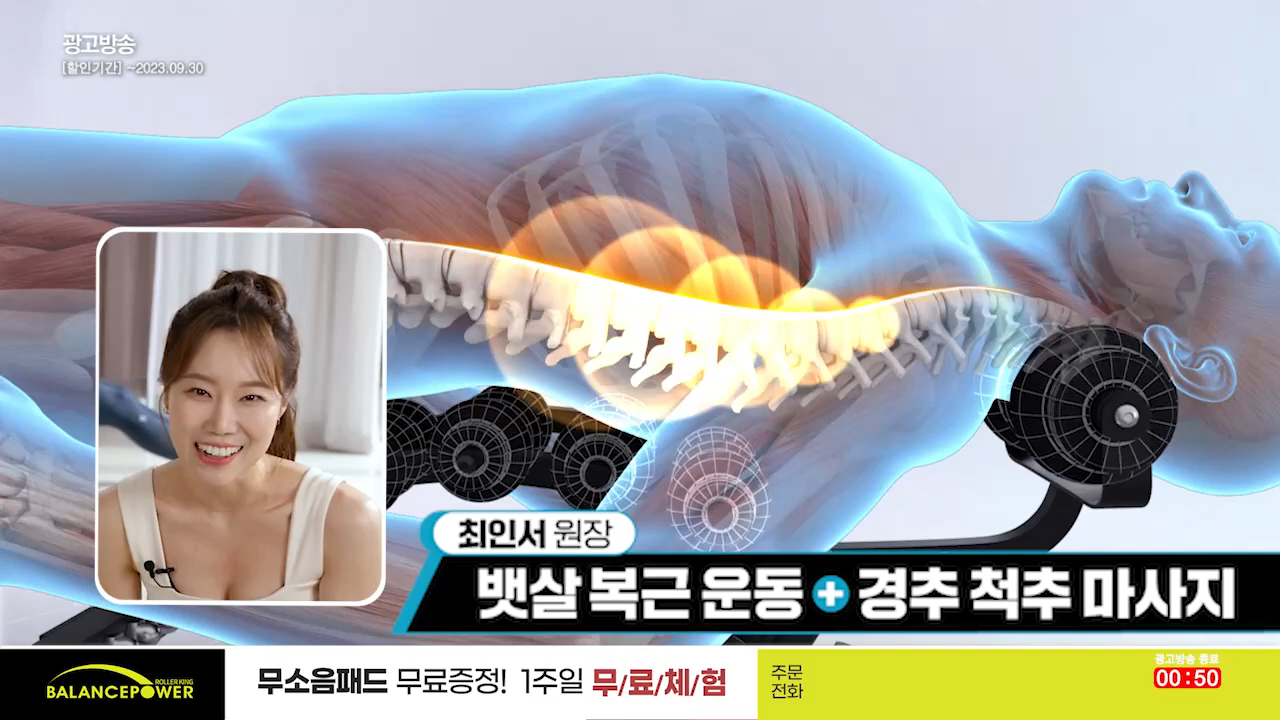 광고방송
[할인기간] ~2023.09.30
최인서 원장
뱃살 복근 운동 + 경추 척추 마사지
ROLLER KING
BALANCEPOWER
무소음패드 무료증정! 1주일 무/료/체/험
주문
전화
광고방송 종료
00:50